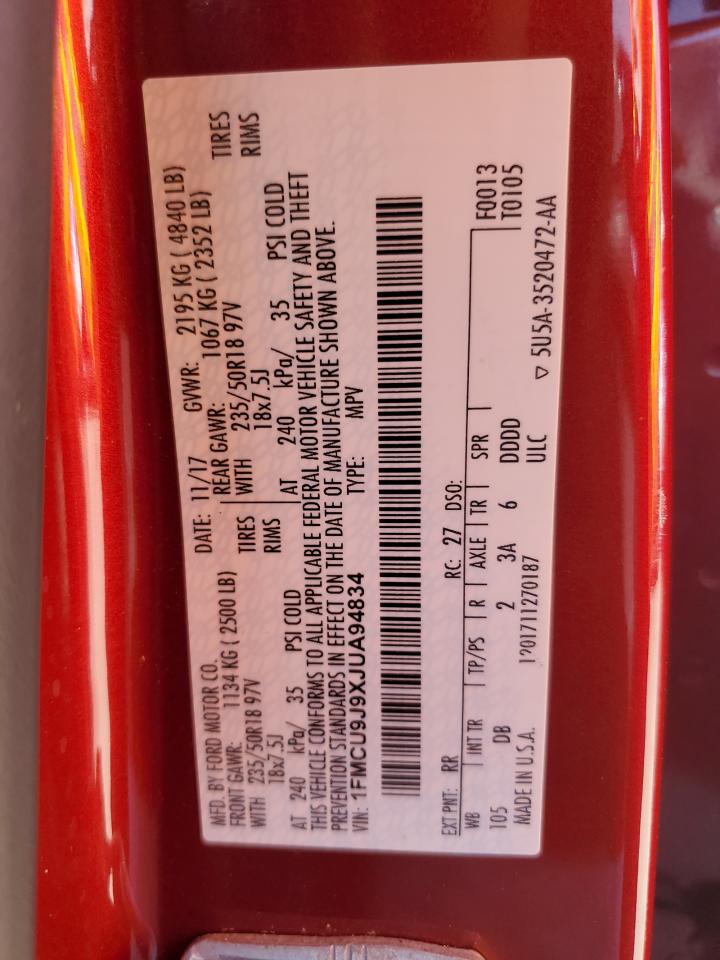 MFD. BY FORD MOTOR CO. DATE: 11/17 GVWR: 2195 KG ( 4840 LB)
FRONT GAWR: 1134 KG ( 2500 LB) REAR GAWR: 1067 KG ( 2352 LB)
WITH 235/50R18 97V TIRES WITH 235/50R18 97V TIRES
18x7.5J RIMS 18x7.5J RIMS
AT 240 kPa/ 35 PSI COLD AT 240 kPa/ 35 PSI COLD
THIS VEHICLE CONFORMS TO ALL APPLICABLE FEDERAL MOTOR VEHICLE SAFETY AND THEFT
PREVENTION STANDARDS IN EFFECT ON THE DATE OF MANUFACTURE SHOWN ABOVE.
VIN: 1FMCU9J9XJUA94834 TYPE: MPV
EXT PNT: RR RC: 27 DSO: F0013
WB INT TR TP/PS R AXLE TR SPR T0105
105 DB 2 3A 6 DDDD
MADE IN U.S.A. 1201711270187 ULC
▽ 5U5A-3520472-AA